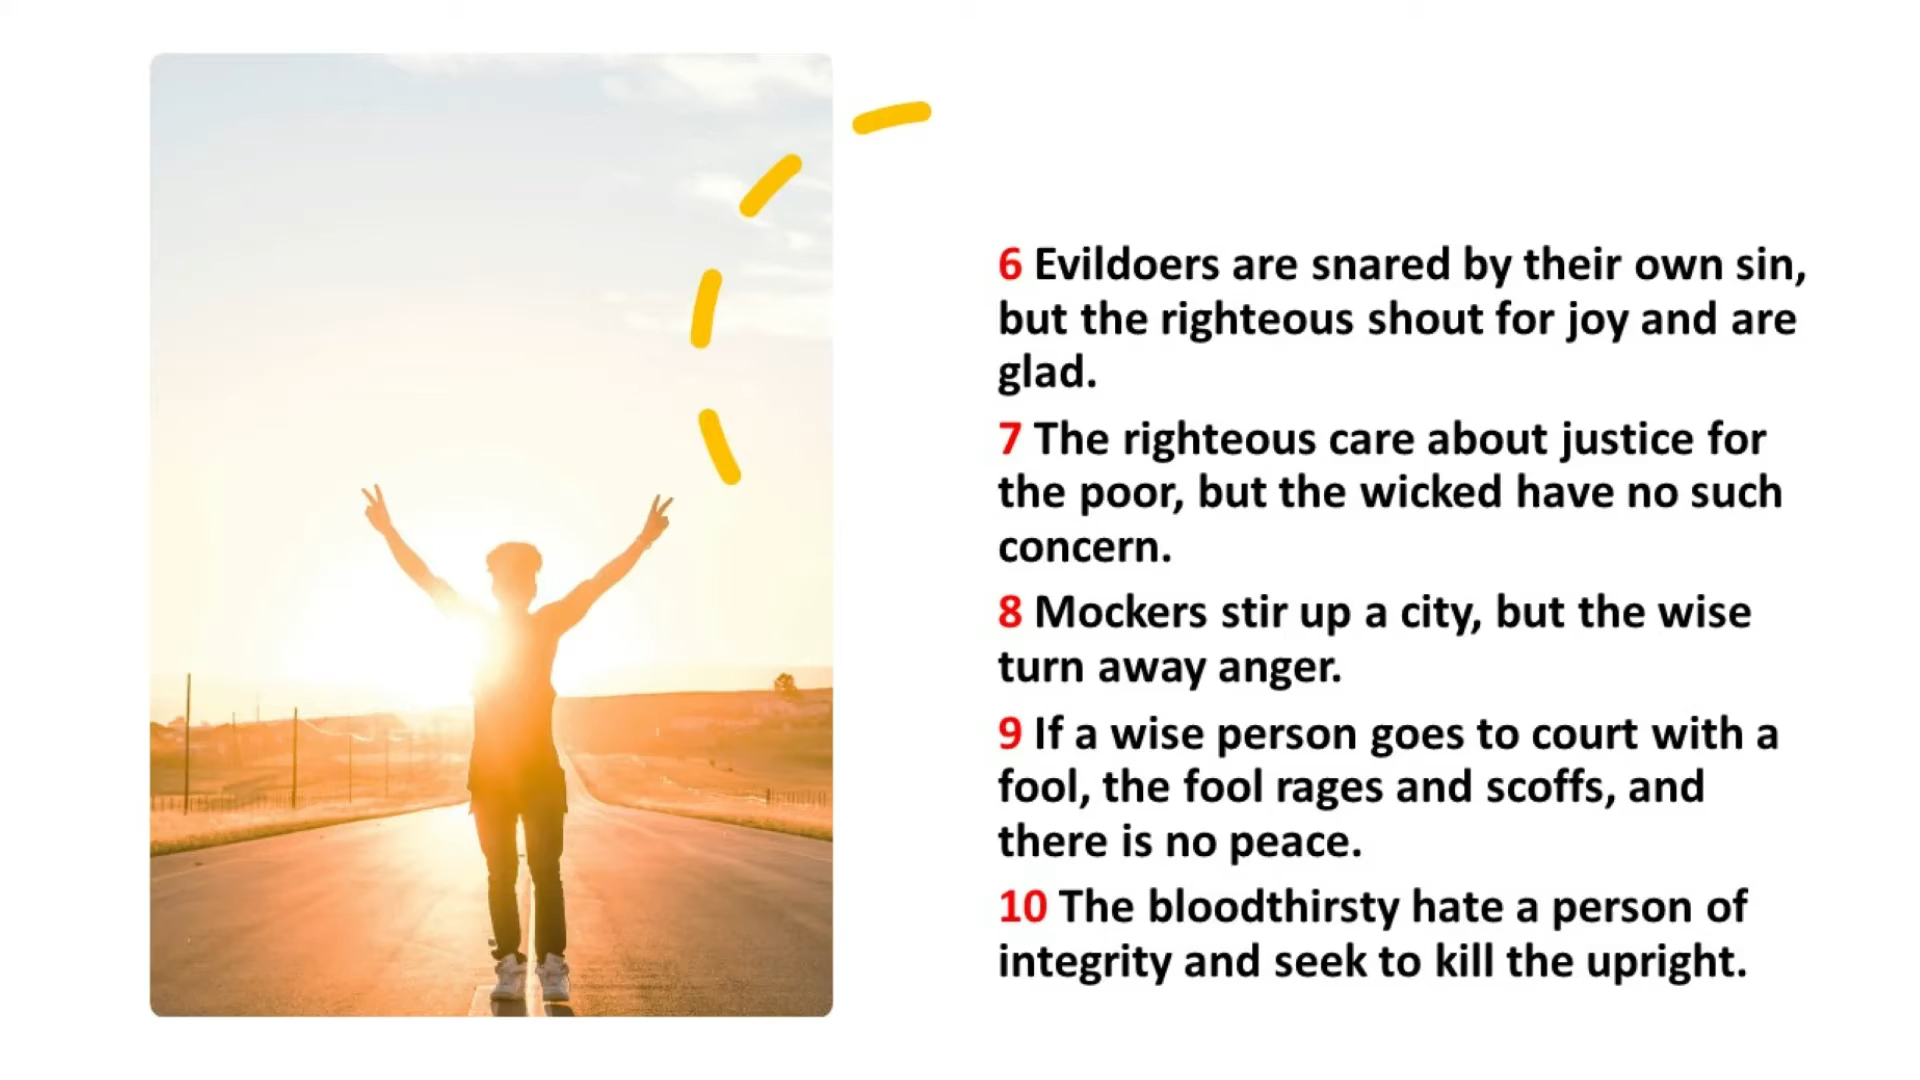 6 Evildoers are snared by their own sin,
but the righteous shout for joy and are
glad.
7 The righteous care about justice for
the poor, but the wicked have no such
concern.
8 Mockers stir up a city, but the wise
turn away anger.
9 If a wise person goes to court with a
fool, the fool rages and scoffs, and
there is no peace.
10 The bloodthirsty hate a person of
integrity and seek to kill the upright.